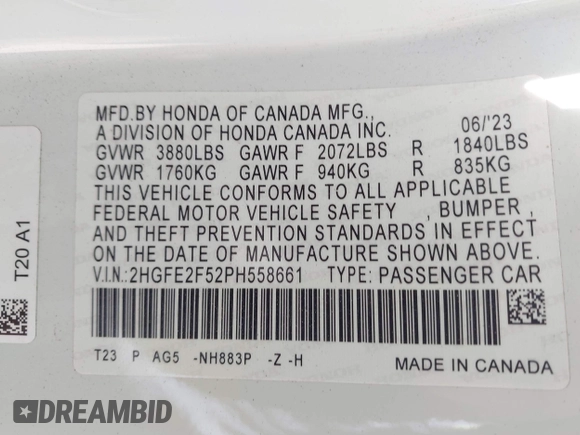 MFD.BY HONDA OF CANADA MFG., 06/'23
A DIVISION OF HONDA CANADA INC.
GVWR 3880LBS GAWR F 2072LBS R 1840LBS
GVWR 1760KG GAWR F 940KG R 835KG
THIS VEHICLE CONFORMS TO ALL APPLICABLE
FEDERAL MOTOR VEHICLE SAFETY , BUMPER ,
AND THEFT PREVENTION STANDARDS IN EFFECT
ON THE DATE OF MANUFACTURE SHOWN ABOVE.
V.I.N.:2HGFE2F52PH558661 TYPE: PASSENGER CAR
T23 P AG5 -NH883P -Z -H
MADE IN CANADA
T20 A1
DREAMBID